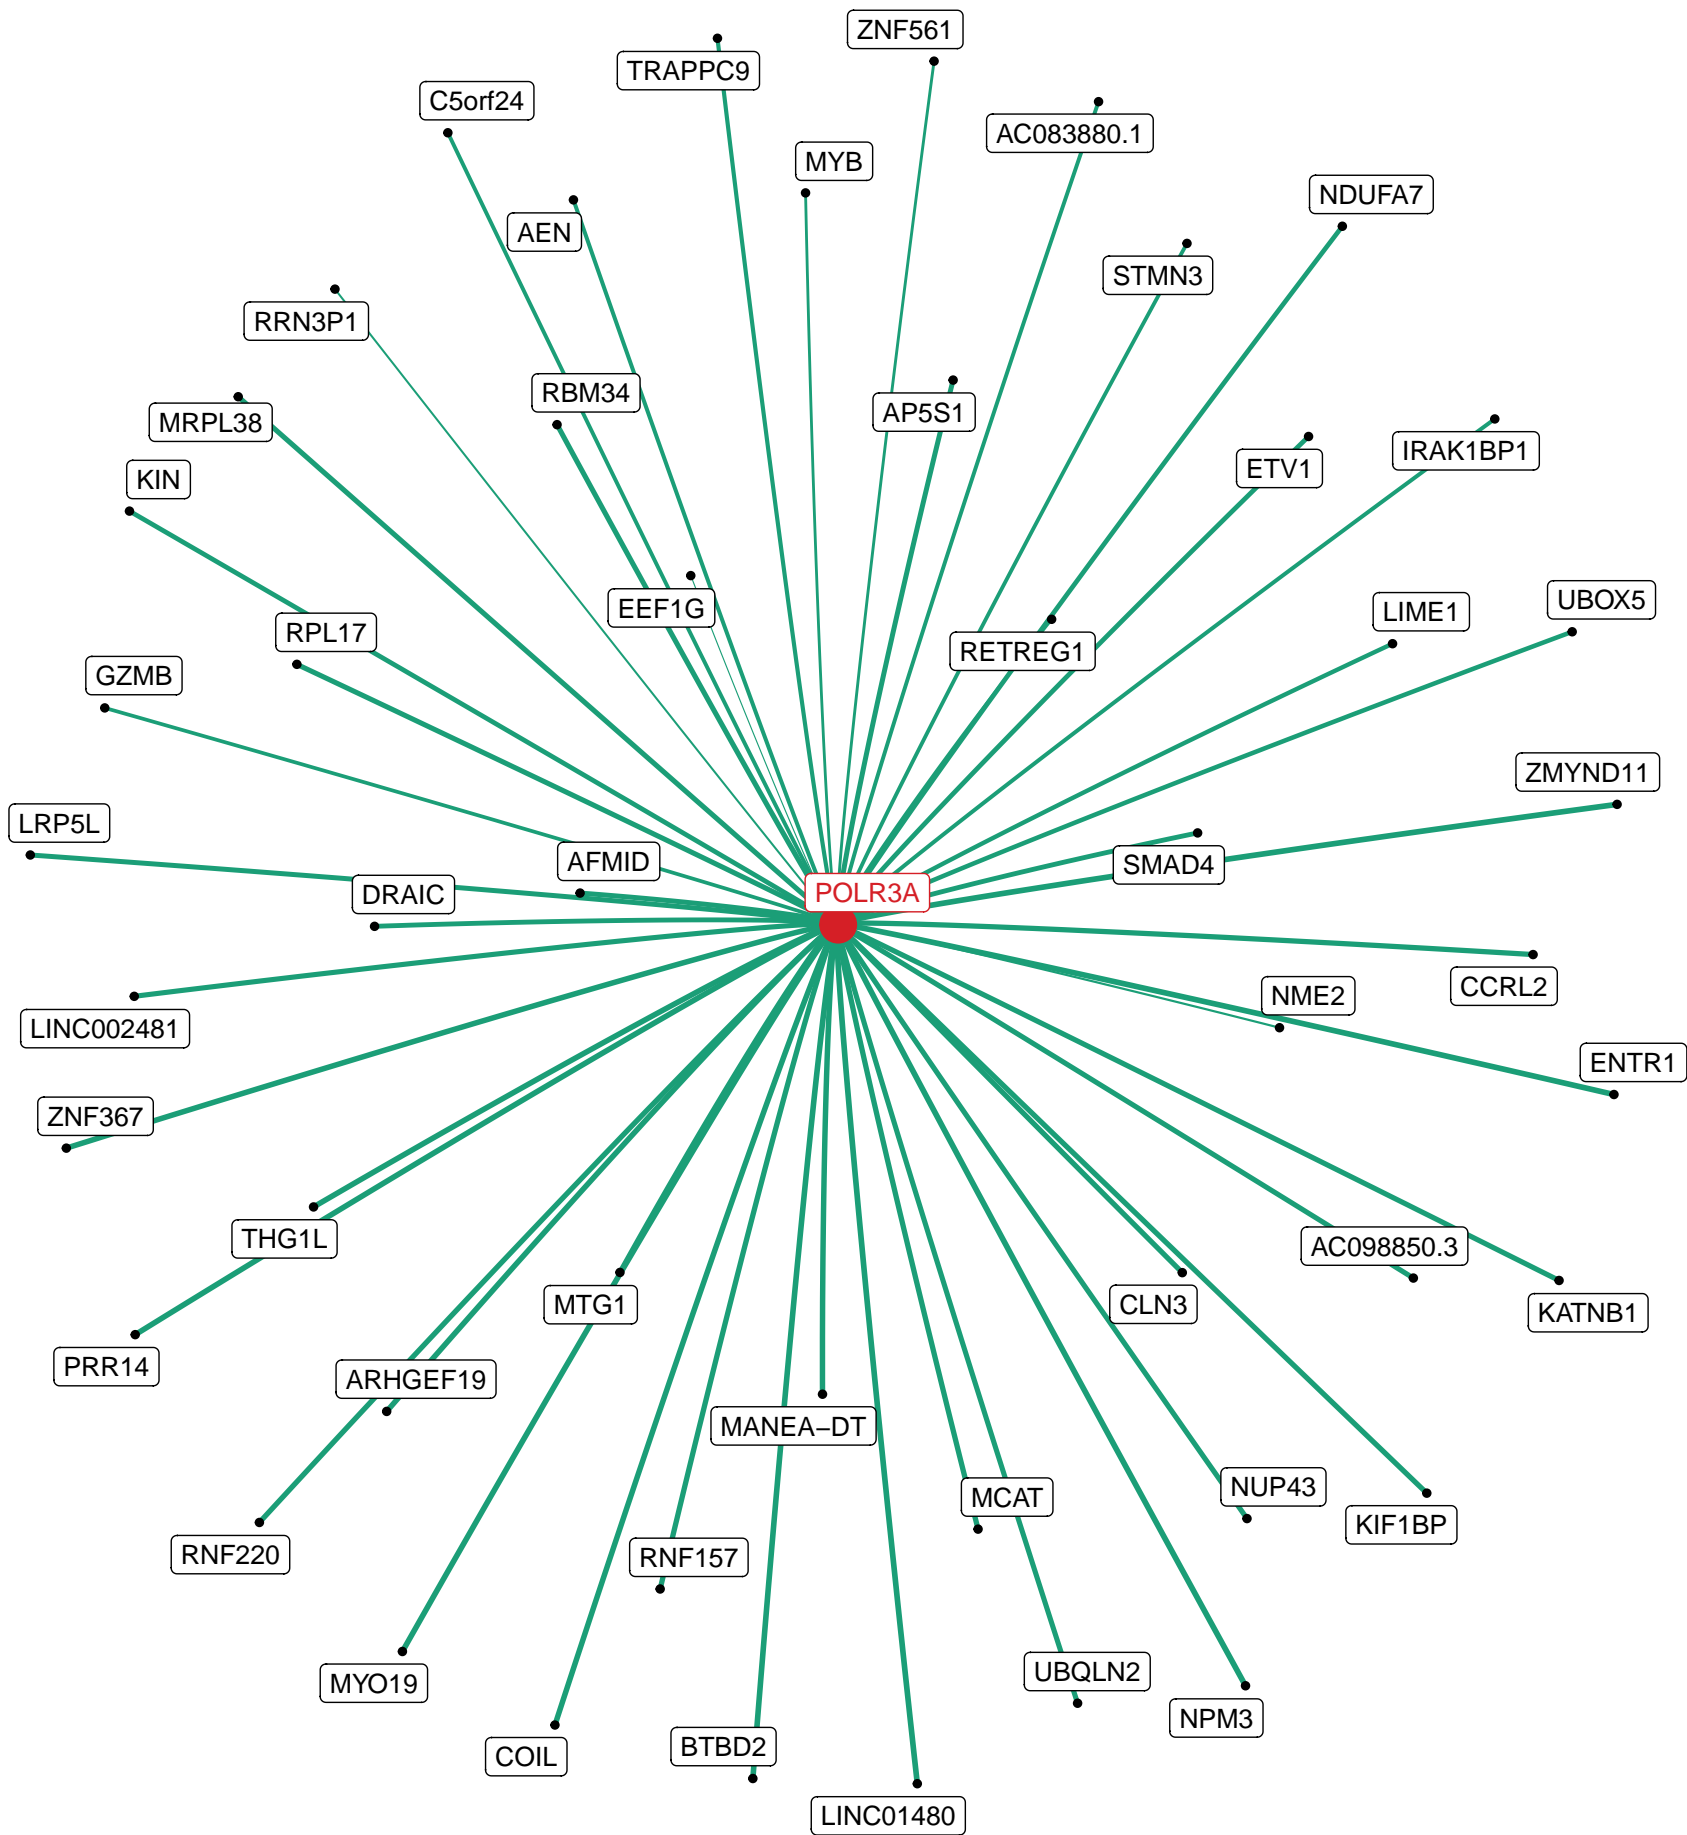 ZNF561
TRAPPC9
C5orf24
AC083880.1
MYB
NDUFA7
AEN
STMN3
RRN3P1
RBM34
AP5S1
MRPL38
IRAK1BP1
ETV1
KIN
UBOX5
EEF1G
LIME1
RPL17
RETREG1
GZMB
ZMYND11
LRP5L
AFMID
SMAD4
DRAIC
POLR3A
CCRL2
NME2
LINC002481
ENTR1
ZNF367
THG1L
AC098850.3
MTG1
CLN3
KATNB1
PRR14
ARHGEF19
MANEA−DT
NUP43
MCAT
KIF1BP
RNF220
RNF157
UBQLN2
MYO19
NPM3
BTBD2
COIL
LINC01480